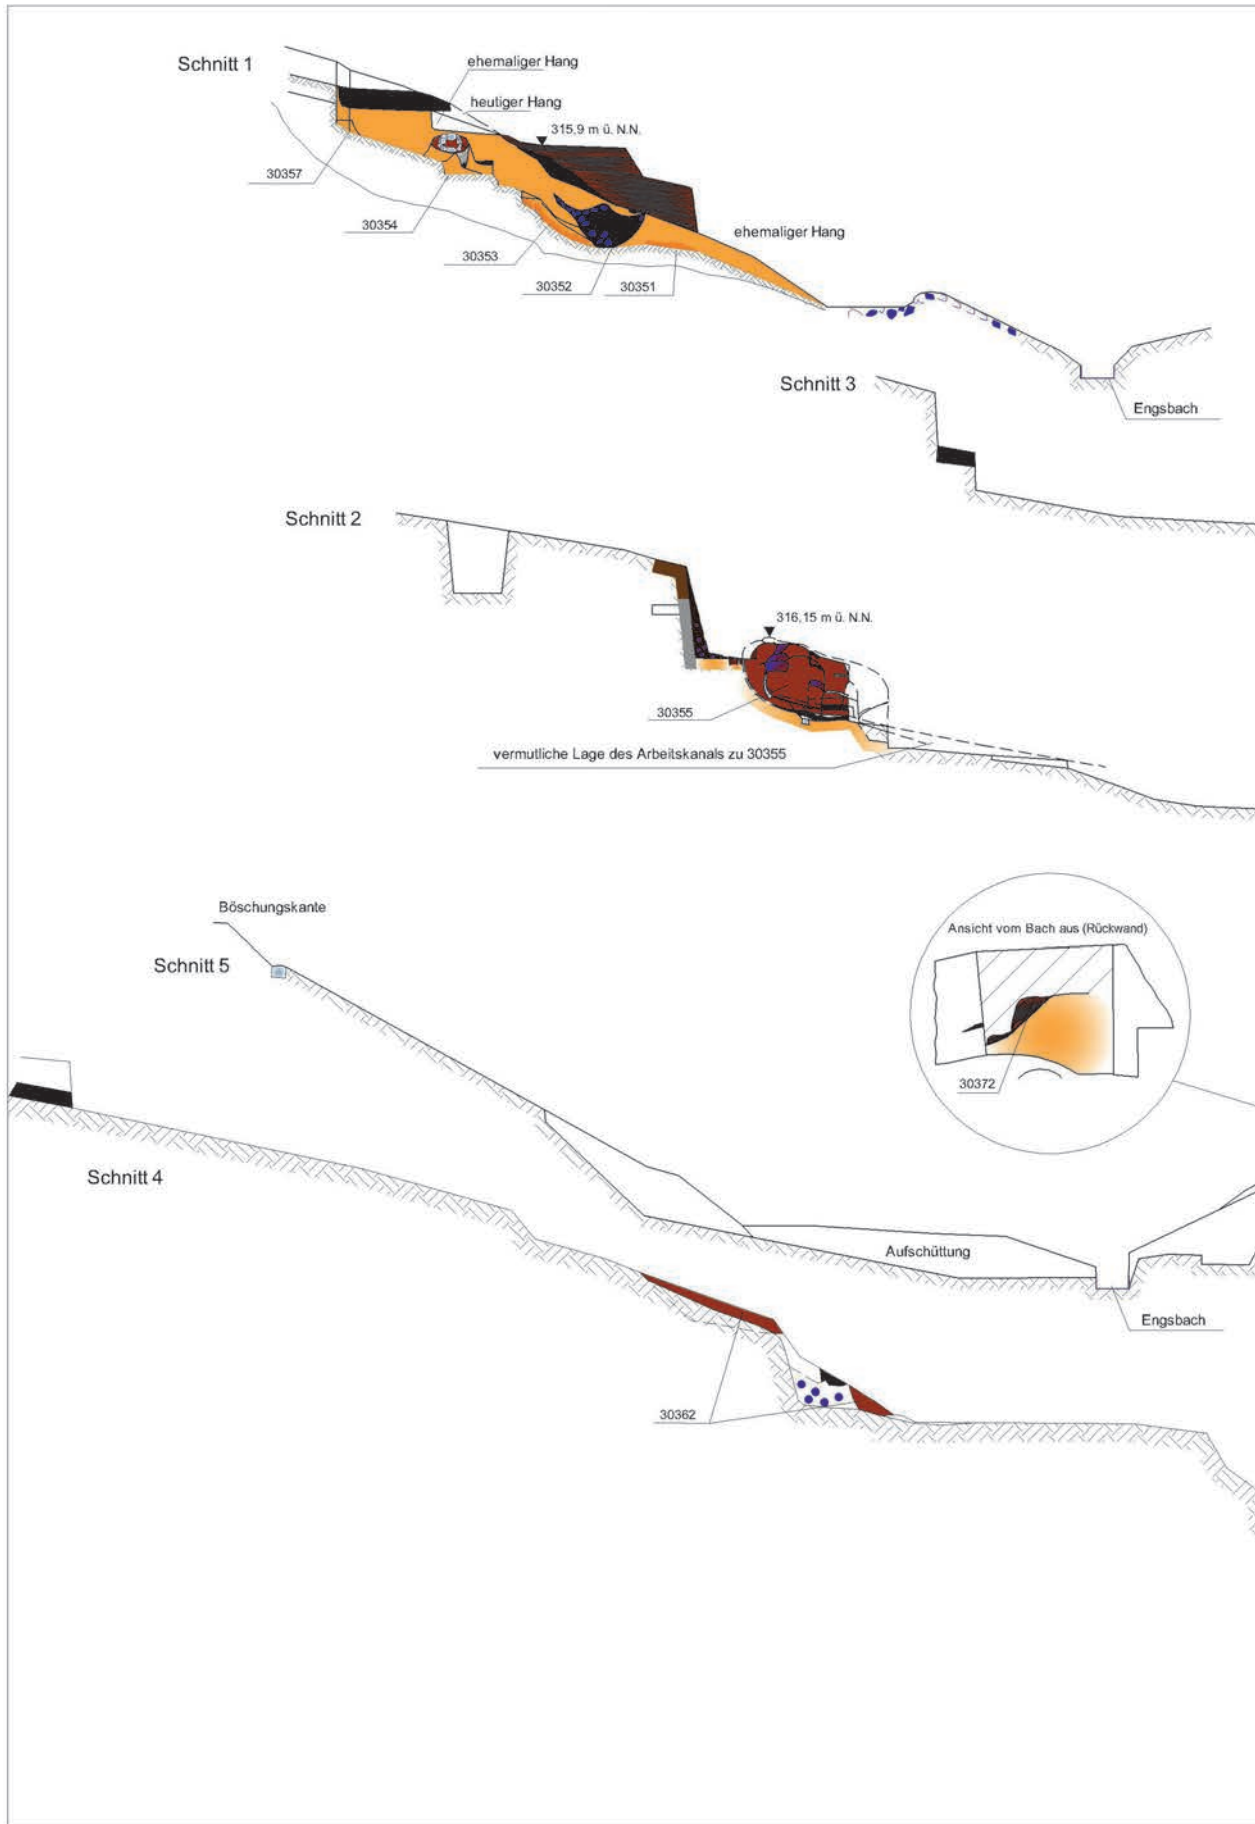 Schnitt 1
ehemaliger Hang
heutiger Hang
315,9 m ü. N.N.
30357
30354
30353
30352
30351
ehemaliger Hang
Schnitt 3
Engsbach
Schnitt 2
316,15 m ü. N.N.
30355
vermutliche Lage des Arbeitskanals zu 30355
Böschungskante
Schnitt 5
Ansicht vom Bach aus (Rückwand)
30372
Schnitt 4
Aufschüttung
Engsbach
30362